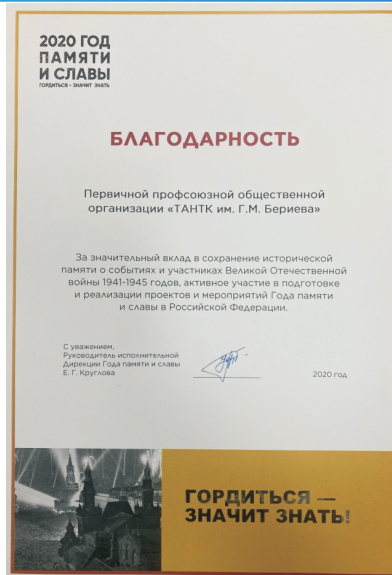 2020 ГОД
ПАМЯТИ
И СЛАВЫ
ГОРДИТЬСЯ – ЗНАЧИТ ЗНАТЬ
БЛАГОДАРНОСТЬ
Первичной профсоюзной общественной
организации «ТАНТК им. Г.М. Бериева»
За значительный вклад в сохранение исторической
памяти о событиях и участниках Великой Отечественной
войны 1941-1945 годов, активное участие в подготовке
и реализации проектов и мероприятий Года памяти
и славы в Российской Федерации.
С уважением,
Руководитель исполнительной
Дирекции Года памяти и славы
Е. Г. Круглова
2020 год
ГОРДИТЬСЯ —
ЗНАЧИТ ЗНАТЬ!